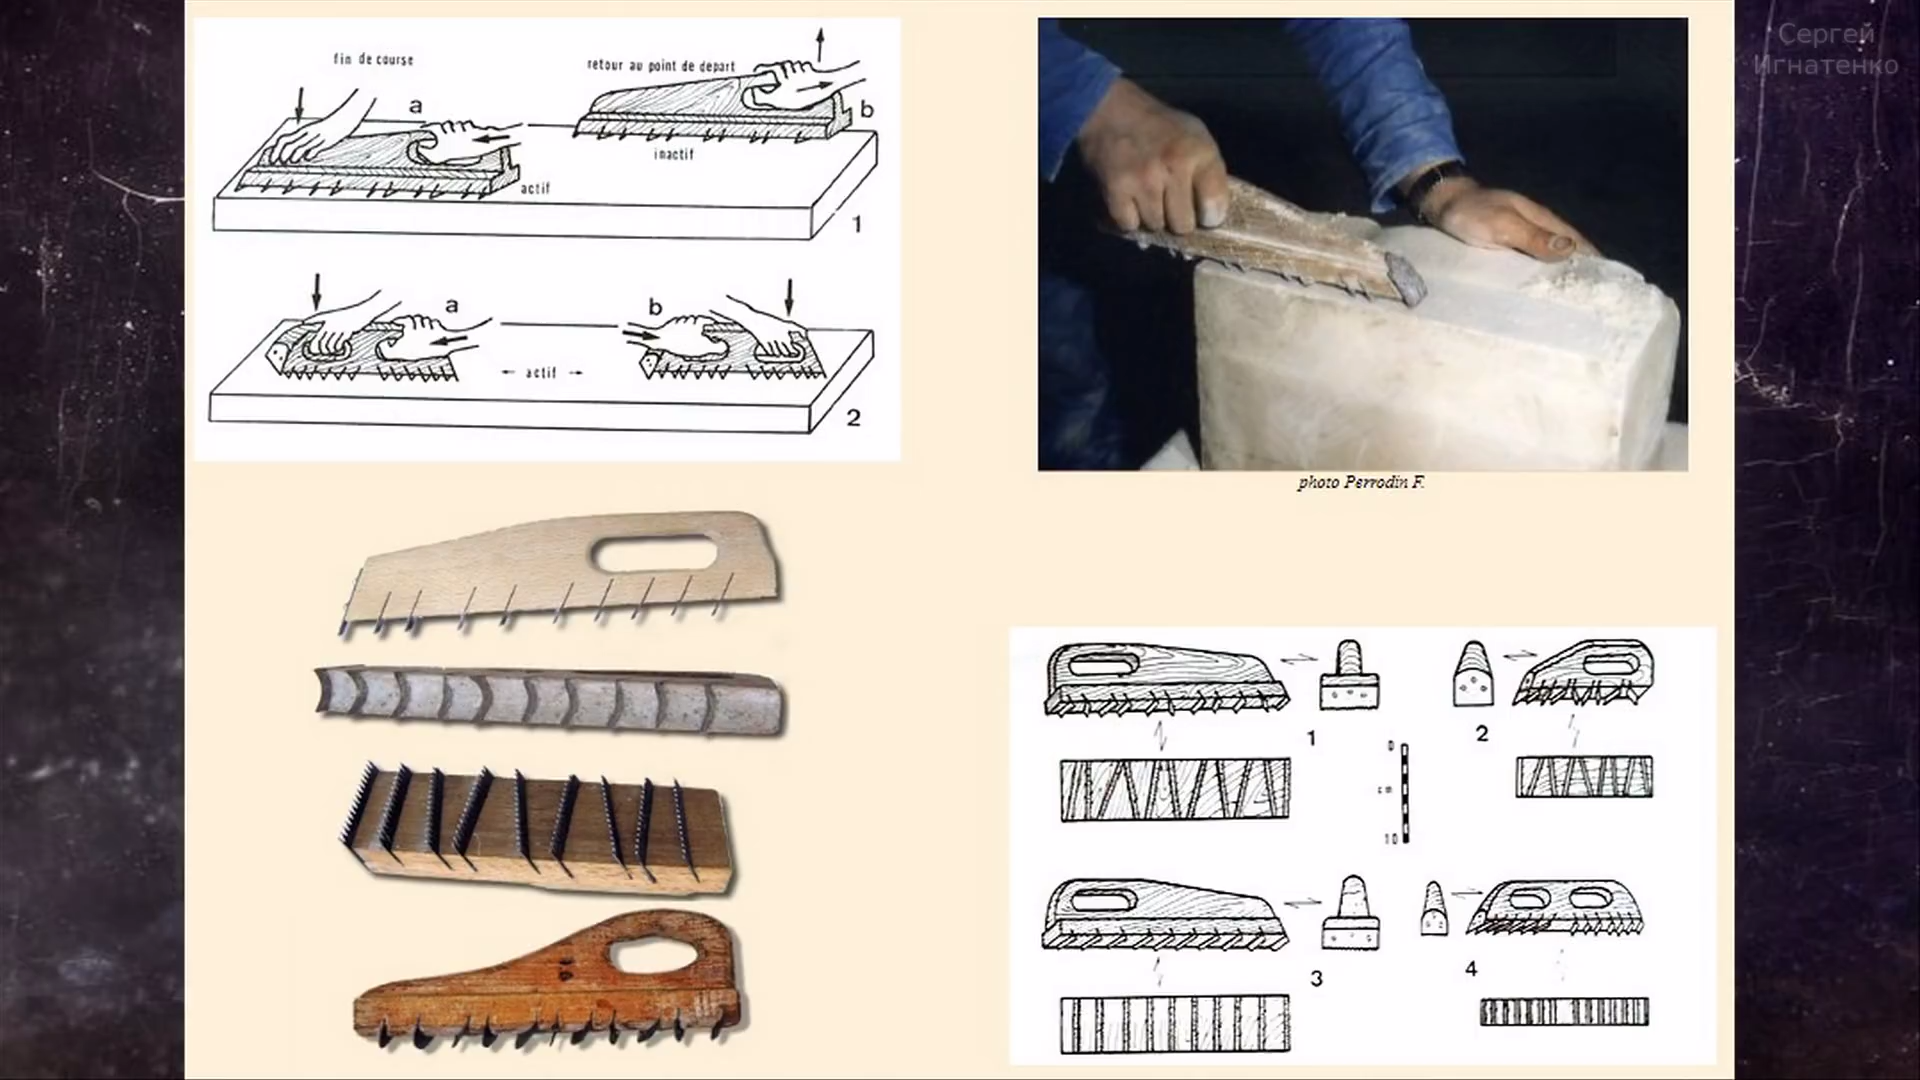 Сергей
Игнатенко
fin de course
a
actif
retour au point de depart
b
inactif
1
a
b
← actif →
2
photo Perrodin F.
1
2
0
cm
10
3
4